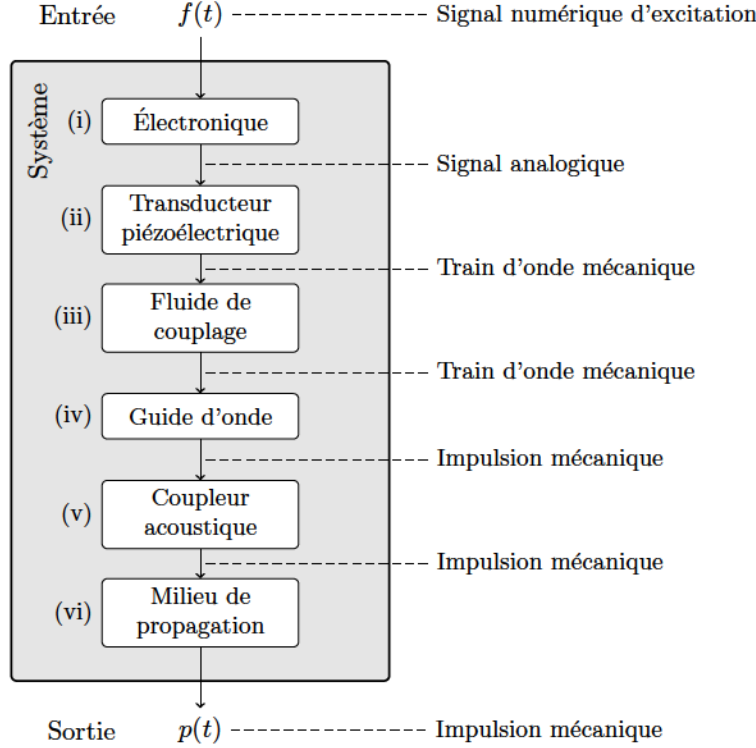 Entrée f(t) Signal numérique d'excitation
Système
(i) Électronique
Signal analogique
(ii) Transducteur
piézoélectrique
Train d'onde mécanique
(iii) Fluide de
couplage
Train d'onde mécanique
(iv) Guide d'onde
Impulsion mécanique
(v) Coupleur
acoustique
Impulsion mécanique
(vi) Milieu de
propagation
Sortie p(t) Impulsion mécanique